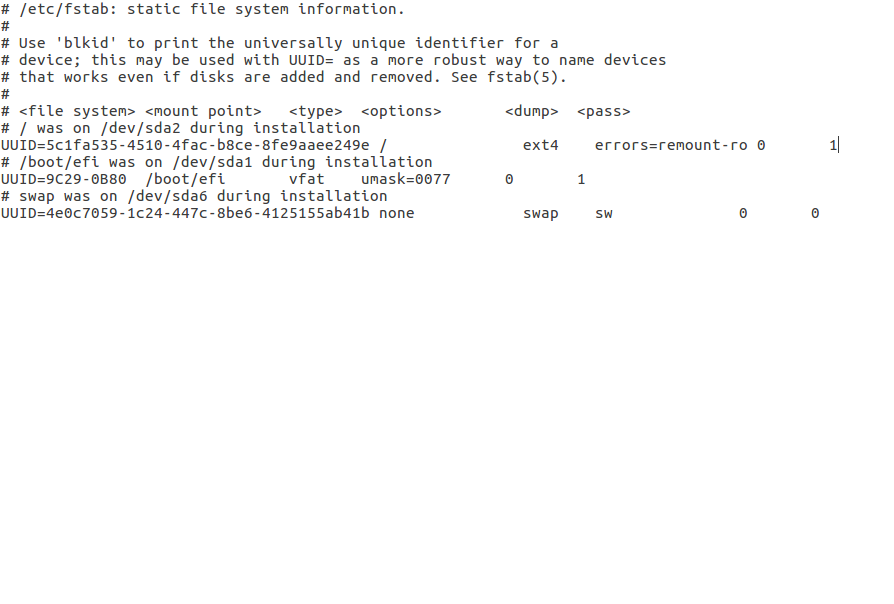 # /etc/fstab: static file system information.
#
# Use 'blkid' to print the universally unique identifier for a
# device; this may be used with UUID= as a more robust way to name devices
# that works even if disks are added and removed. See fstab(5).
#
# <file system> <mount point>   <type>  <options>       <dump>  <pass>
# / was on /dev/sda2 during installation
UUID=5c1fa535-4510-4fac-b8ce-8fe9aaee249e /               ext4    errors=remount-ro 0       1
# /boot/efi was on /dev/sda1 during installation
UUID=9C29-0B80  /boot/efi       vfat    umask=0077      0       1
# swap was on /dev/sda6 during installation
UUID=4e0c7059-1c24-447c-8be6-4125155ab41b none            swap    sw              0       0